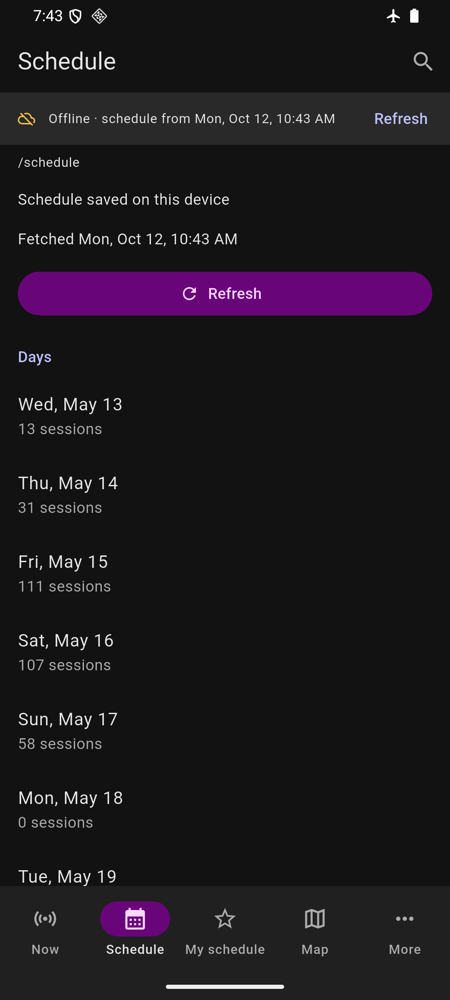 7:43
Schedule
Offline · schedule from Mon, Oct 12, 10:43 AM
Refresh
/schedule
Schedule saved on this device
Fetched Mon, Oct 12, 10:43 AM
Refresh
Days
Wed, May 13
13 sessions
Thu, May 14
31 sessions
Fri, May 15
111 sessions
Sat, May 16
107 sessions
Sun, May 17
58 sessions
Mon, May 18
0 sessions
Tue, May 19
Now
Schedule
My schedule
Map
More